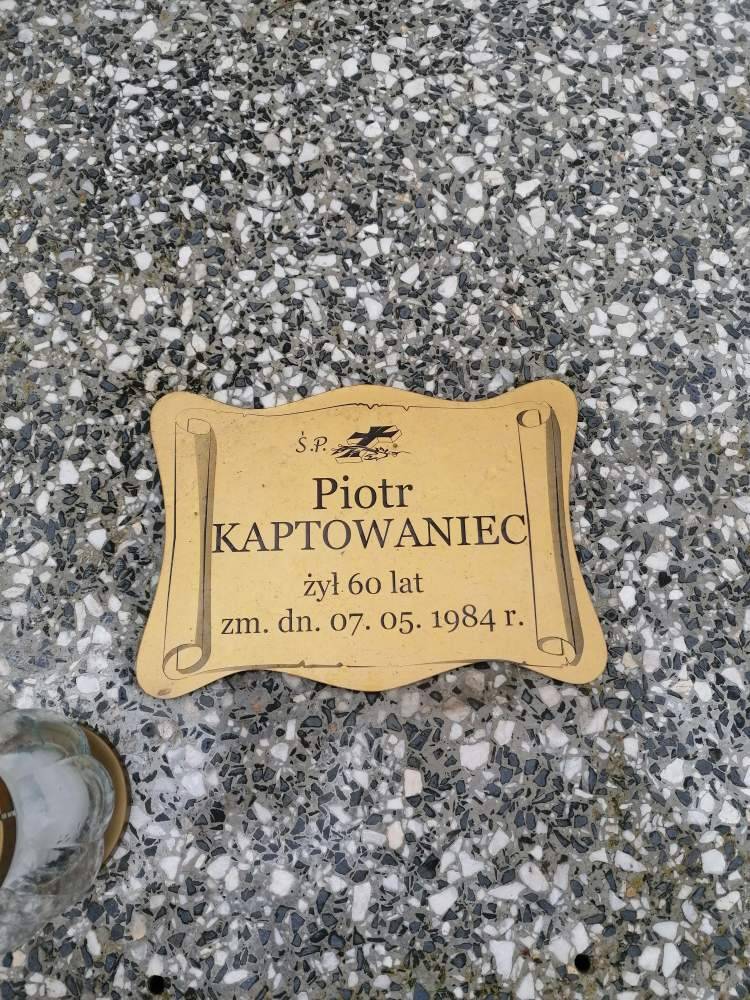 Ś.P.
Piotr
KAPTOWANIEC
żył 60 lat
zm. dn. 07. 05. 1984 r.